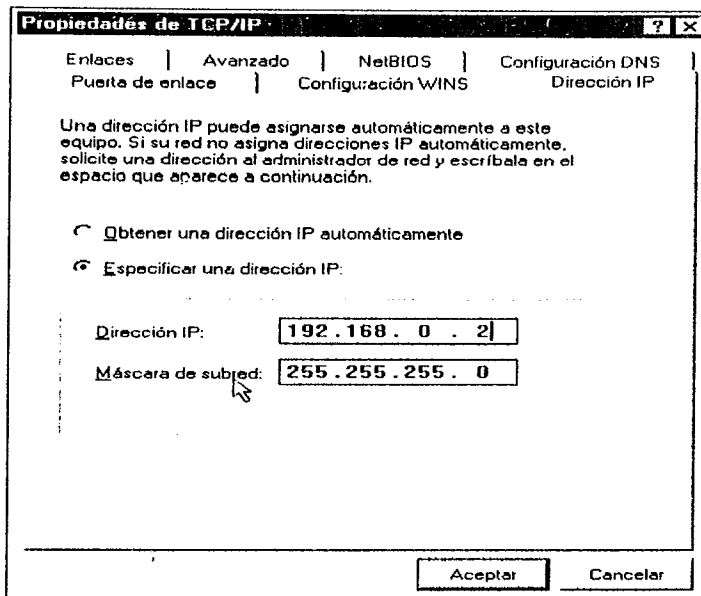 Propiedades de TCP/IP
? ×
Enlaces | Avanzado | NetBIOS | Configuración DNS |
Puerta de enlace | Configuración WINS Dirección IP
Una dirección IP puede asignarse automáticamente a este
equipo. Si su red no asigna direcciones IP automáticamente,
solicite una dirección al administrador de red y escríbala en el
espacio que aparece a continuación.
Obtener una dirección IP automáticamente
Especificar una dirección IP:
Dirección IP: 192.168. 0 . 2
Máscara de subred: 255.255.255. 0
Aceptar Cancelar